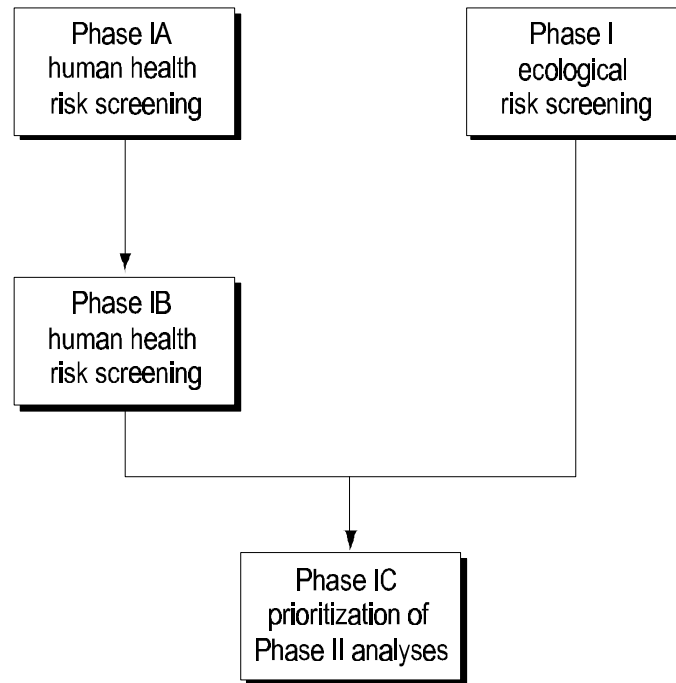 Phase IA
human health
risk screening
Phase I
ecological
risk screening
Phase IB
human health
risk screening
Phase IC
prioritization of
Phase II analyses